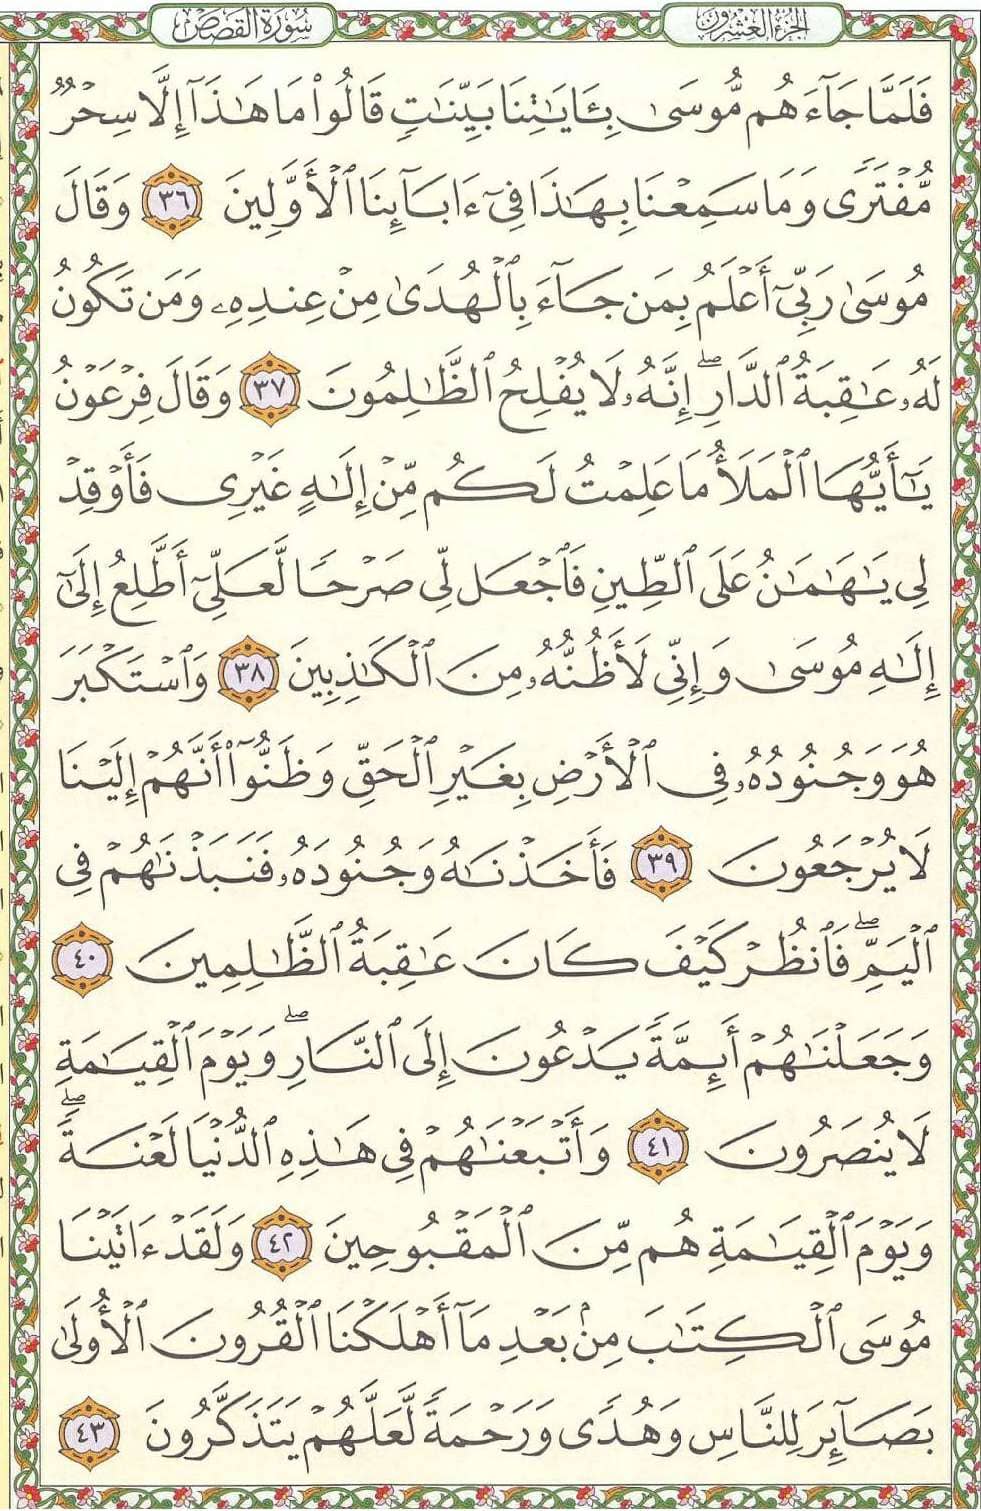 الجزء العشرون
سورة القصص
فَلَمَّا جَآءَهُم مُّوسَىٰ بِـَٔايَـٰتِنَا بَيِّنَـٰتٍ قَالُوا۟ مَا هَـٰذَآ إِلَّا سِحْرٌ
مُّفْتَرًى وَمَا سَمِعْنَا بِهَـٰذَا فِىٓ ءَابَآئِنَا ٱلْأَوَّلِينَ ٣٦ وَقَالَ
مُوسَىٰ رَبِّىٓ أَعْلَمُ بِمَن جَآءَ بِٱلْهُدَىٰ مِنْ عِندِهِۦ وَمَن تَكُونُ
لَهُۥ عَـٰقِبَةُ ٱلدَّارِ ۖ إِنَّهُۥ لَا يُفْلِحُ ٱلظَّـٰلِمُونَ ٣٧ وَقَالَ فِرْعَوْنُ
يَـٰٓأَيُّهَا ٱلْمَلَأُ مَا عَلِمْتُ لَكُم مِّنْ إِلَـٰهٍ غَيْرِى فَأَوْقِدْ
لِى يَـٰهَـٰمَـٰنُ عَلَى ٱلطِّينِ فَٱجْعَل لِّى صَرْحًا لَّعَلِّىٓ أَطَّلِعُ إِلَىٰٓ
إِلَـٰهِ مُوسَىٰ وَإِنِّى لَأَظُنُّهُۥ مِنَ ٱلْكَـٰذِبِينَ ٣٨ وَٱسْتَكْبَرَ
هُوَ وَجُنُودُهُۥ فِى ٱلْأَرْضِ بِغَيْرِ ٱلْحَقِّ وَظَنُّوٓا۟ أَنَّهُمْ إِلَيْنَا
لَا يُرْجَعُونَ ٣٩ فَأَخَذْنَـٰهُ وَجُنُودَهُۥ فَنَبَذْنَـٰهُمْ فِى
ٱلْيَمِّ ۖ فَٱنظُرْ كَيْفَ كَانَ عَـٰقِبَةُ ٱلظَّـٰلِمِينَ ٤٠
وَجَعَلْنَـٰهُمْ أَئِمَّةً يَدْعُونَ إِلَى ٱلنَّارِ ۖ وَيَوْمَ ٱلْقِيَـٰمَةِ
لَا يُنصَرُونَ ٤١ وَأَتْبَعْنَـٰهُمْ فِى هَـٰذِهِ ٱلدُّنْيَا لَعْنَةً ۖ
وَيَوْمَ ٱلْقِيَـٰمَةِ هُم مِّنَ ٱلْمَقْبُوحِينَ ٤٢ وَلَقَدْ ءَاتَيْنَا
مُوسَى ٱلْكِتَـٰبَ مِنۢ بَعْدِ مَآ أَهْلَكْنَا ٱلْقُرُونَ ٱلْأُولَىٰ
بَصَآئِرَ لِلنَّاسِ وَهُدًى وَرَحْمَةً لَّعَلَّهُمْ يَتَذَكَّرُونَ ٤٣